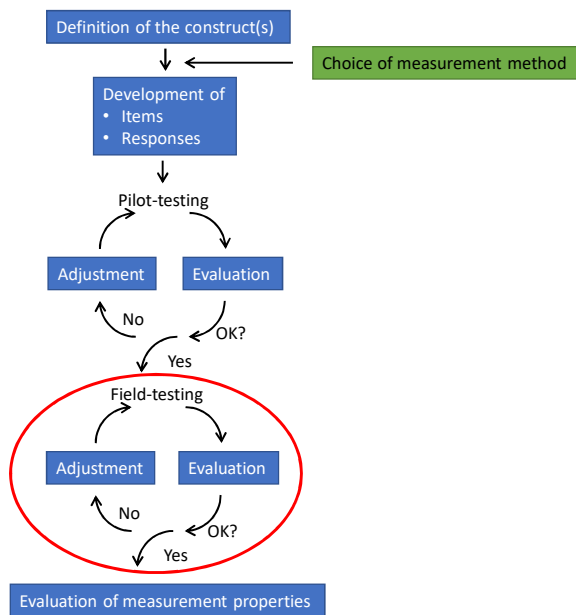 Definition of the construct(s)
Choice of measurement method
Development of
• Items
• Responses
Pilot-testing
Adjustment
Evaluation
No
OK?
Yes
Field-testing
Adjustment
Evaluation
No
OK?
Yes
Evaluation of measurement properties